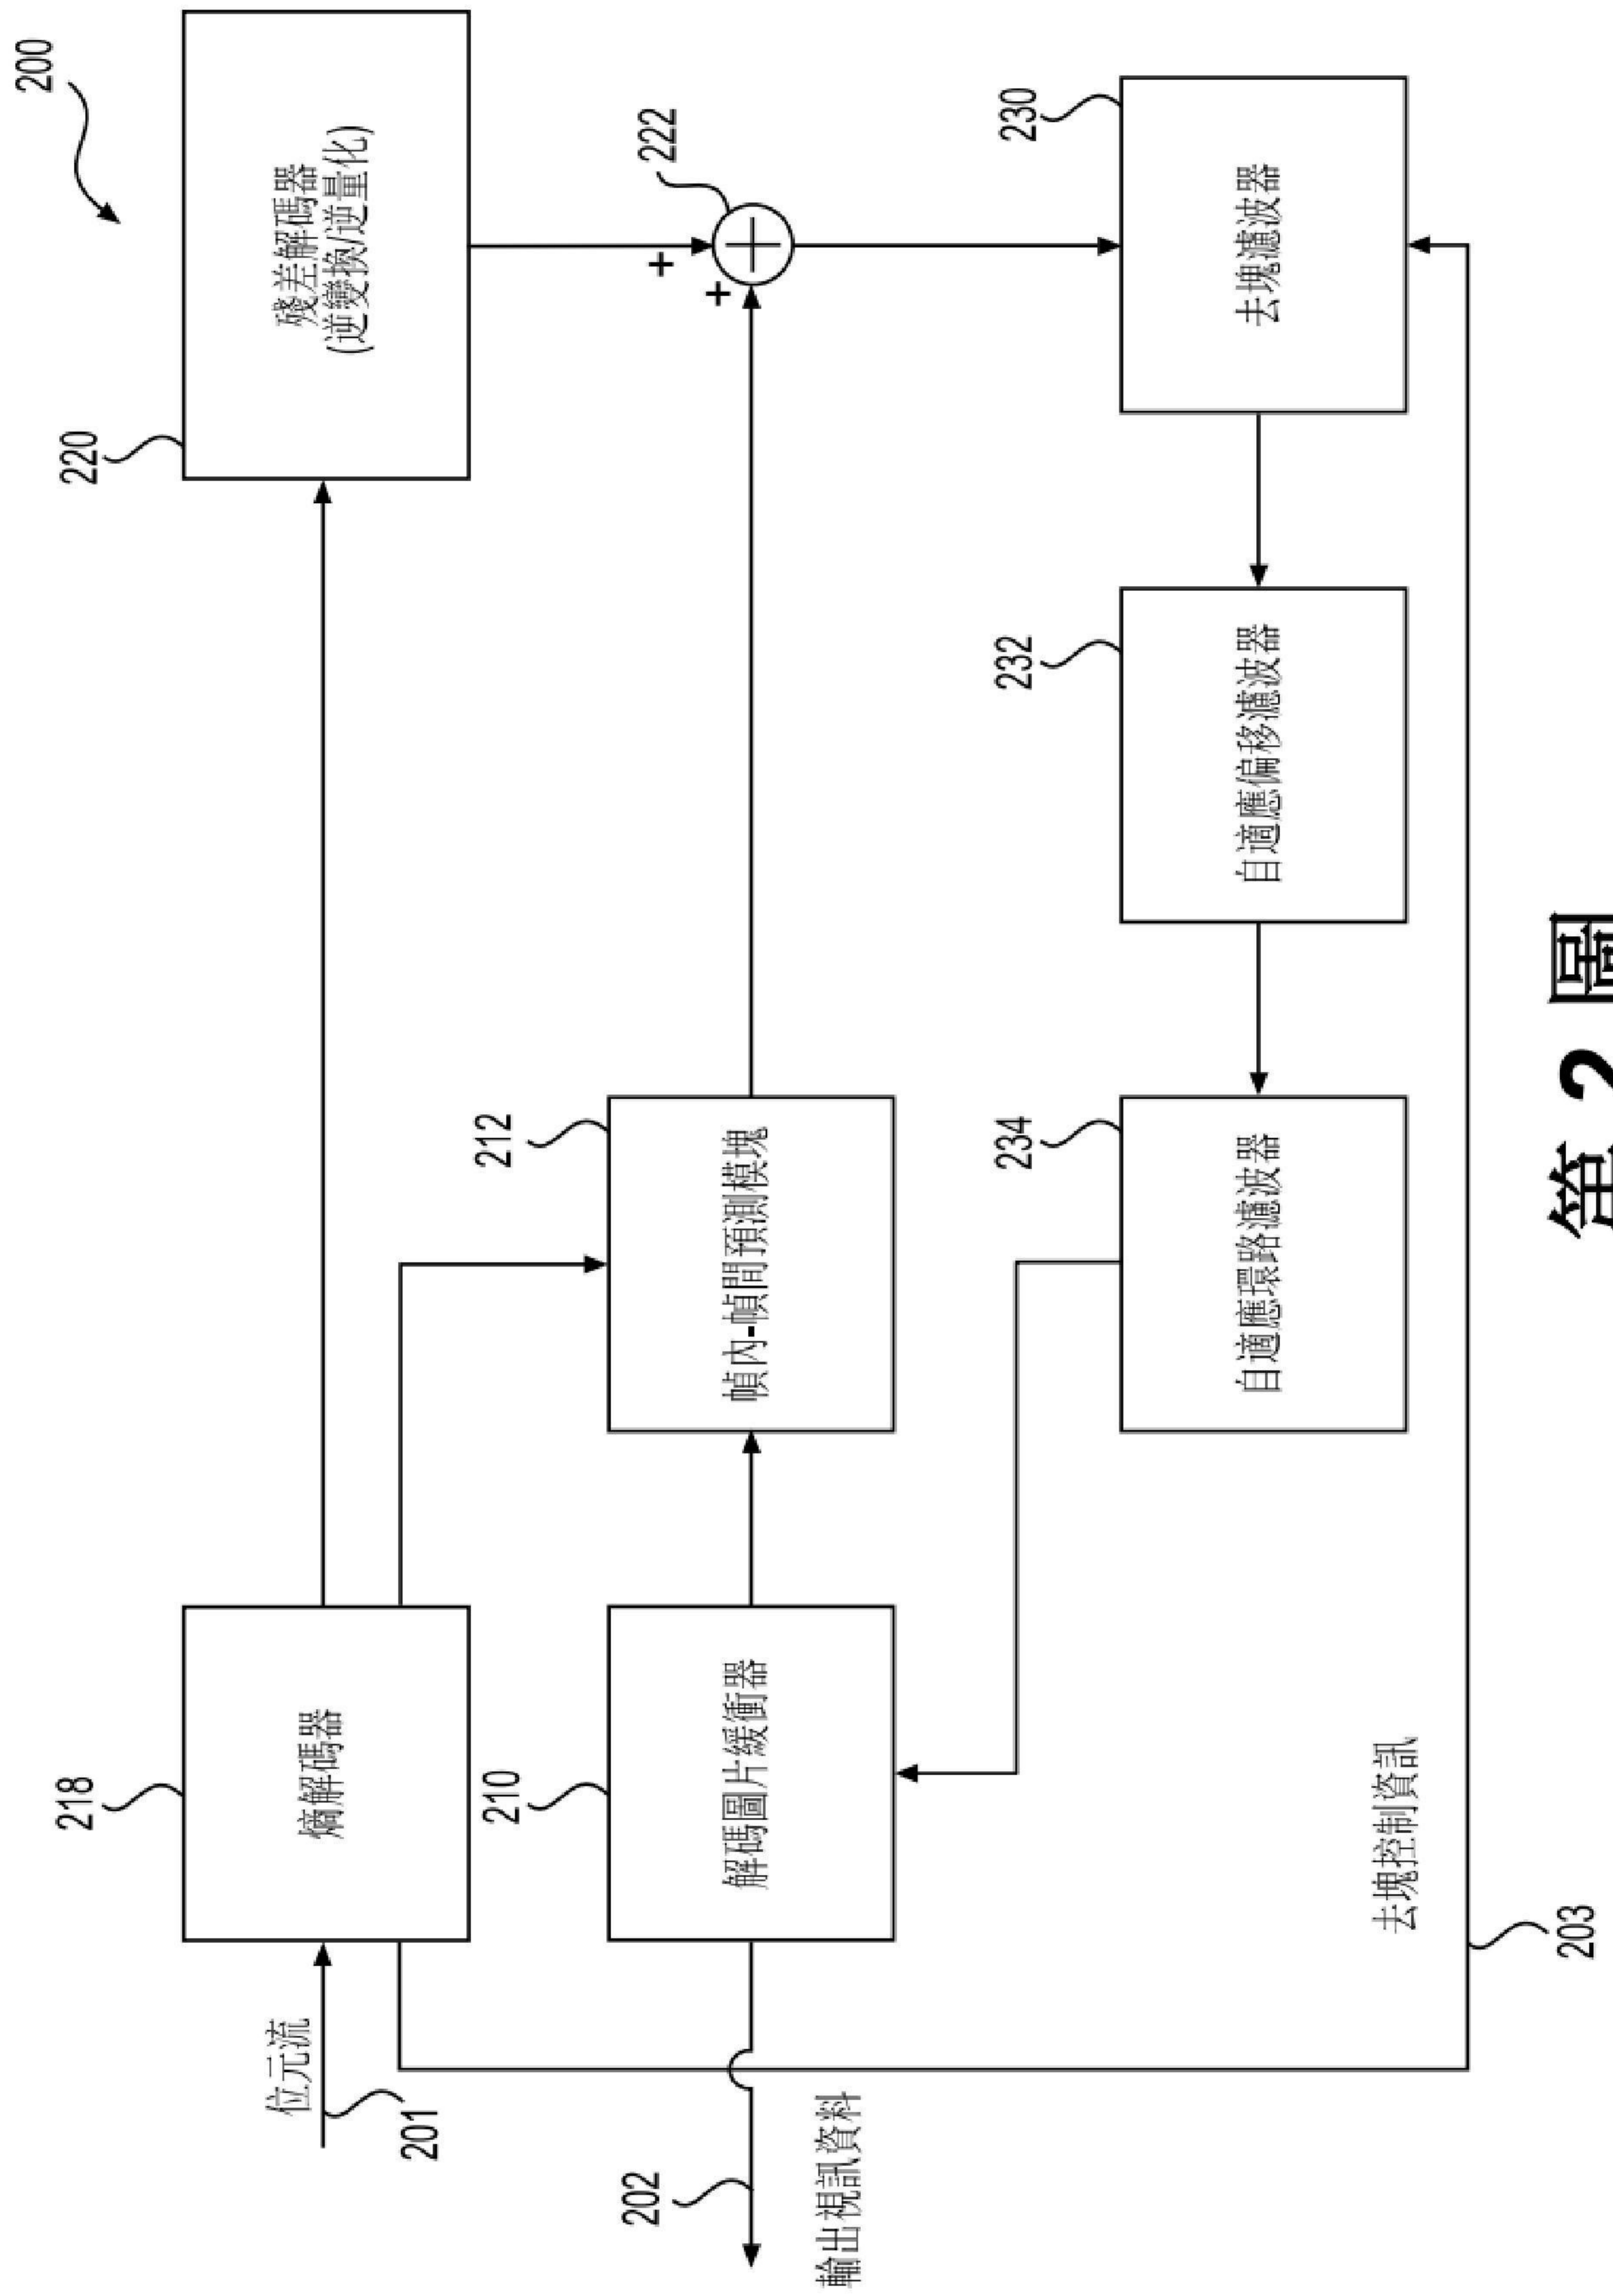 200
220
殘差解碼器
(逆變換/逆量化)
218
熵解碼器
位元流
201
222
+
+
212
幀內-幀間預測模塊
210
解碼圖片緩衝器
202
輸出視訊資料
230
去塊濾波器
232
自適應偏移濾波器
234
自適應環路濾波器
去塊控制資訊
203
第 2 圖